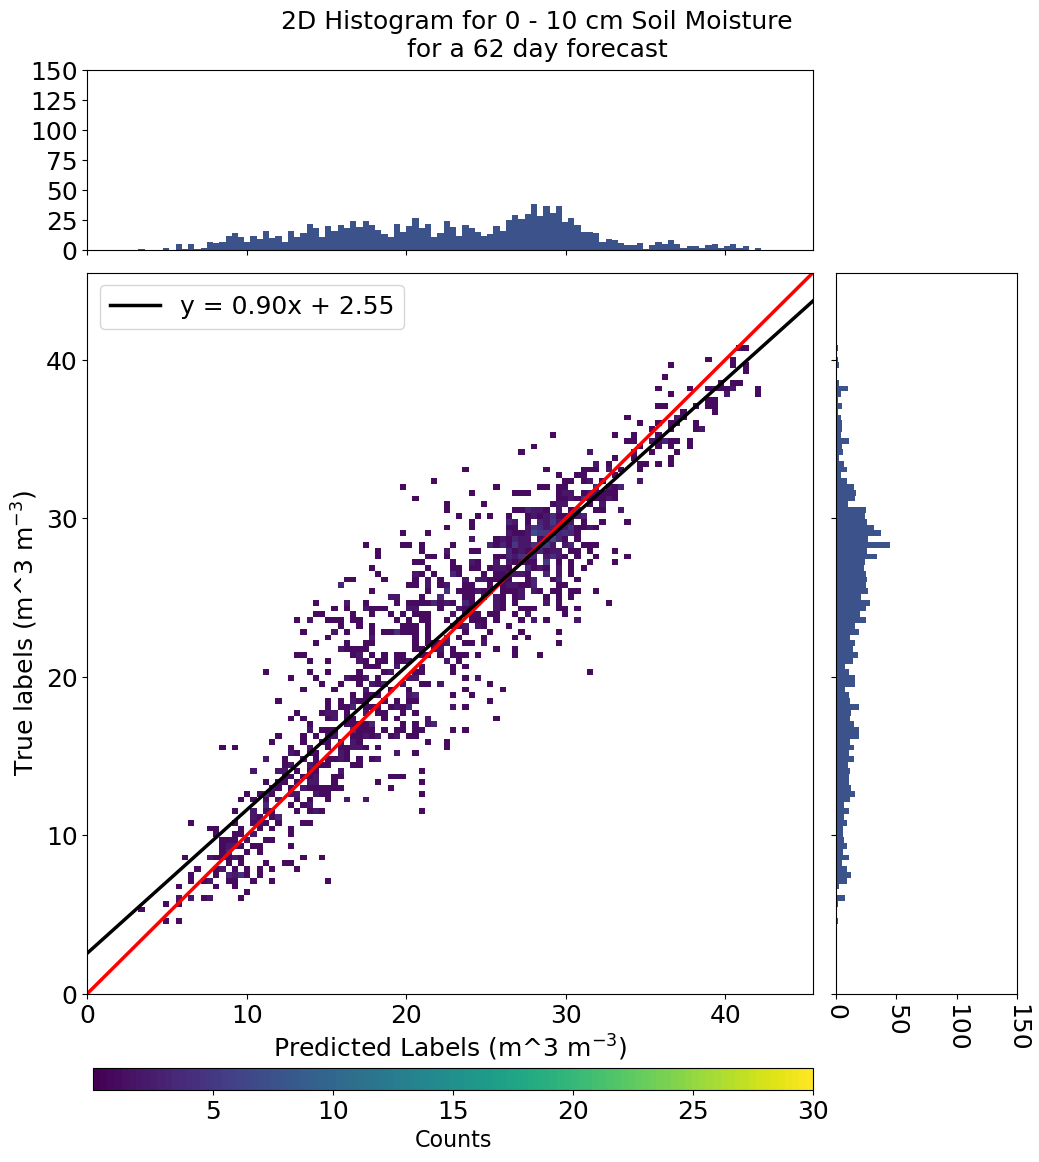 2D Histogram for 0 - 10 cm Soil Moisture
for a 62 day forecast
150
125
100
75
50
25
0
y = 0.90x + 2.55
True labels (m^3 m⁻³)
40
30
20
10
0
0 10 20 30 40
Predicted Labels (m^3 m⁻³)
0 50 100 150
5 10 15 20 25 30
Counts